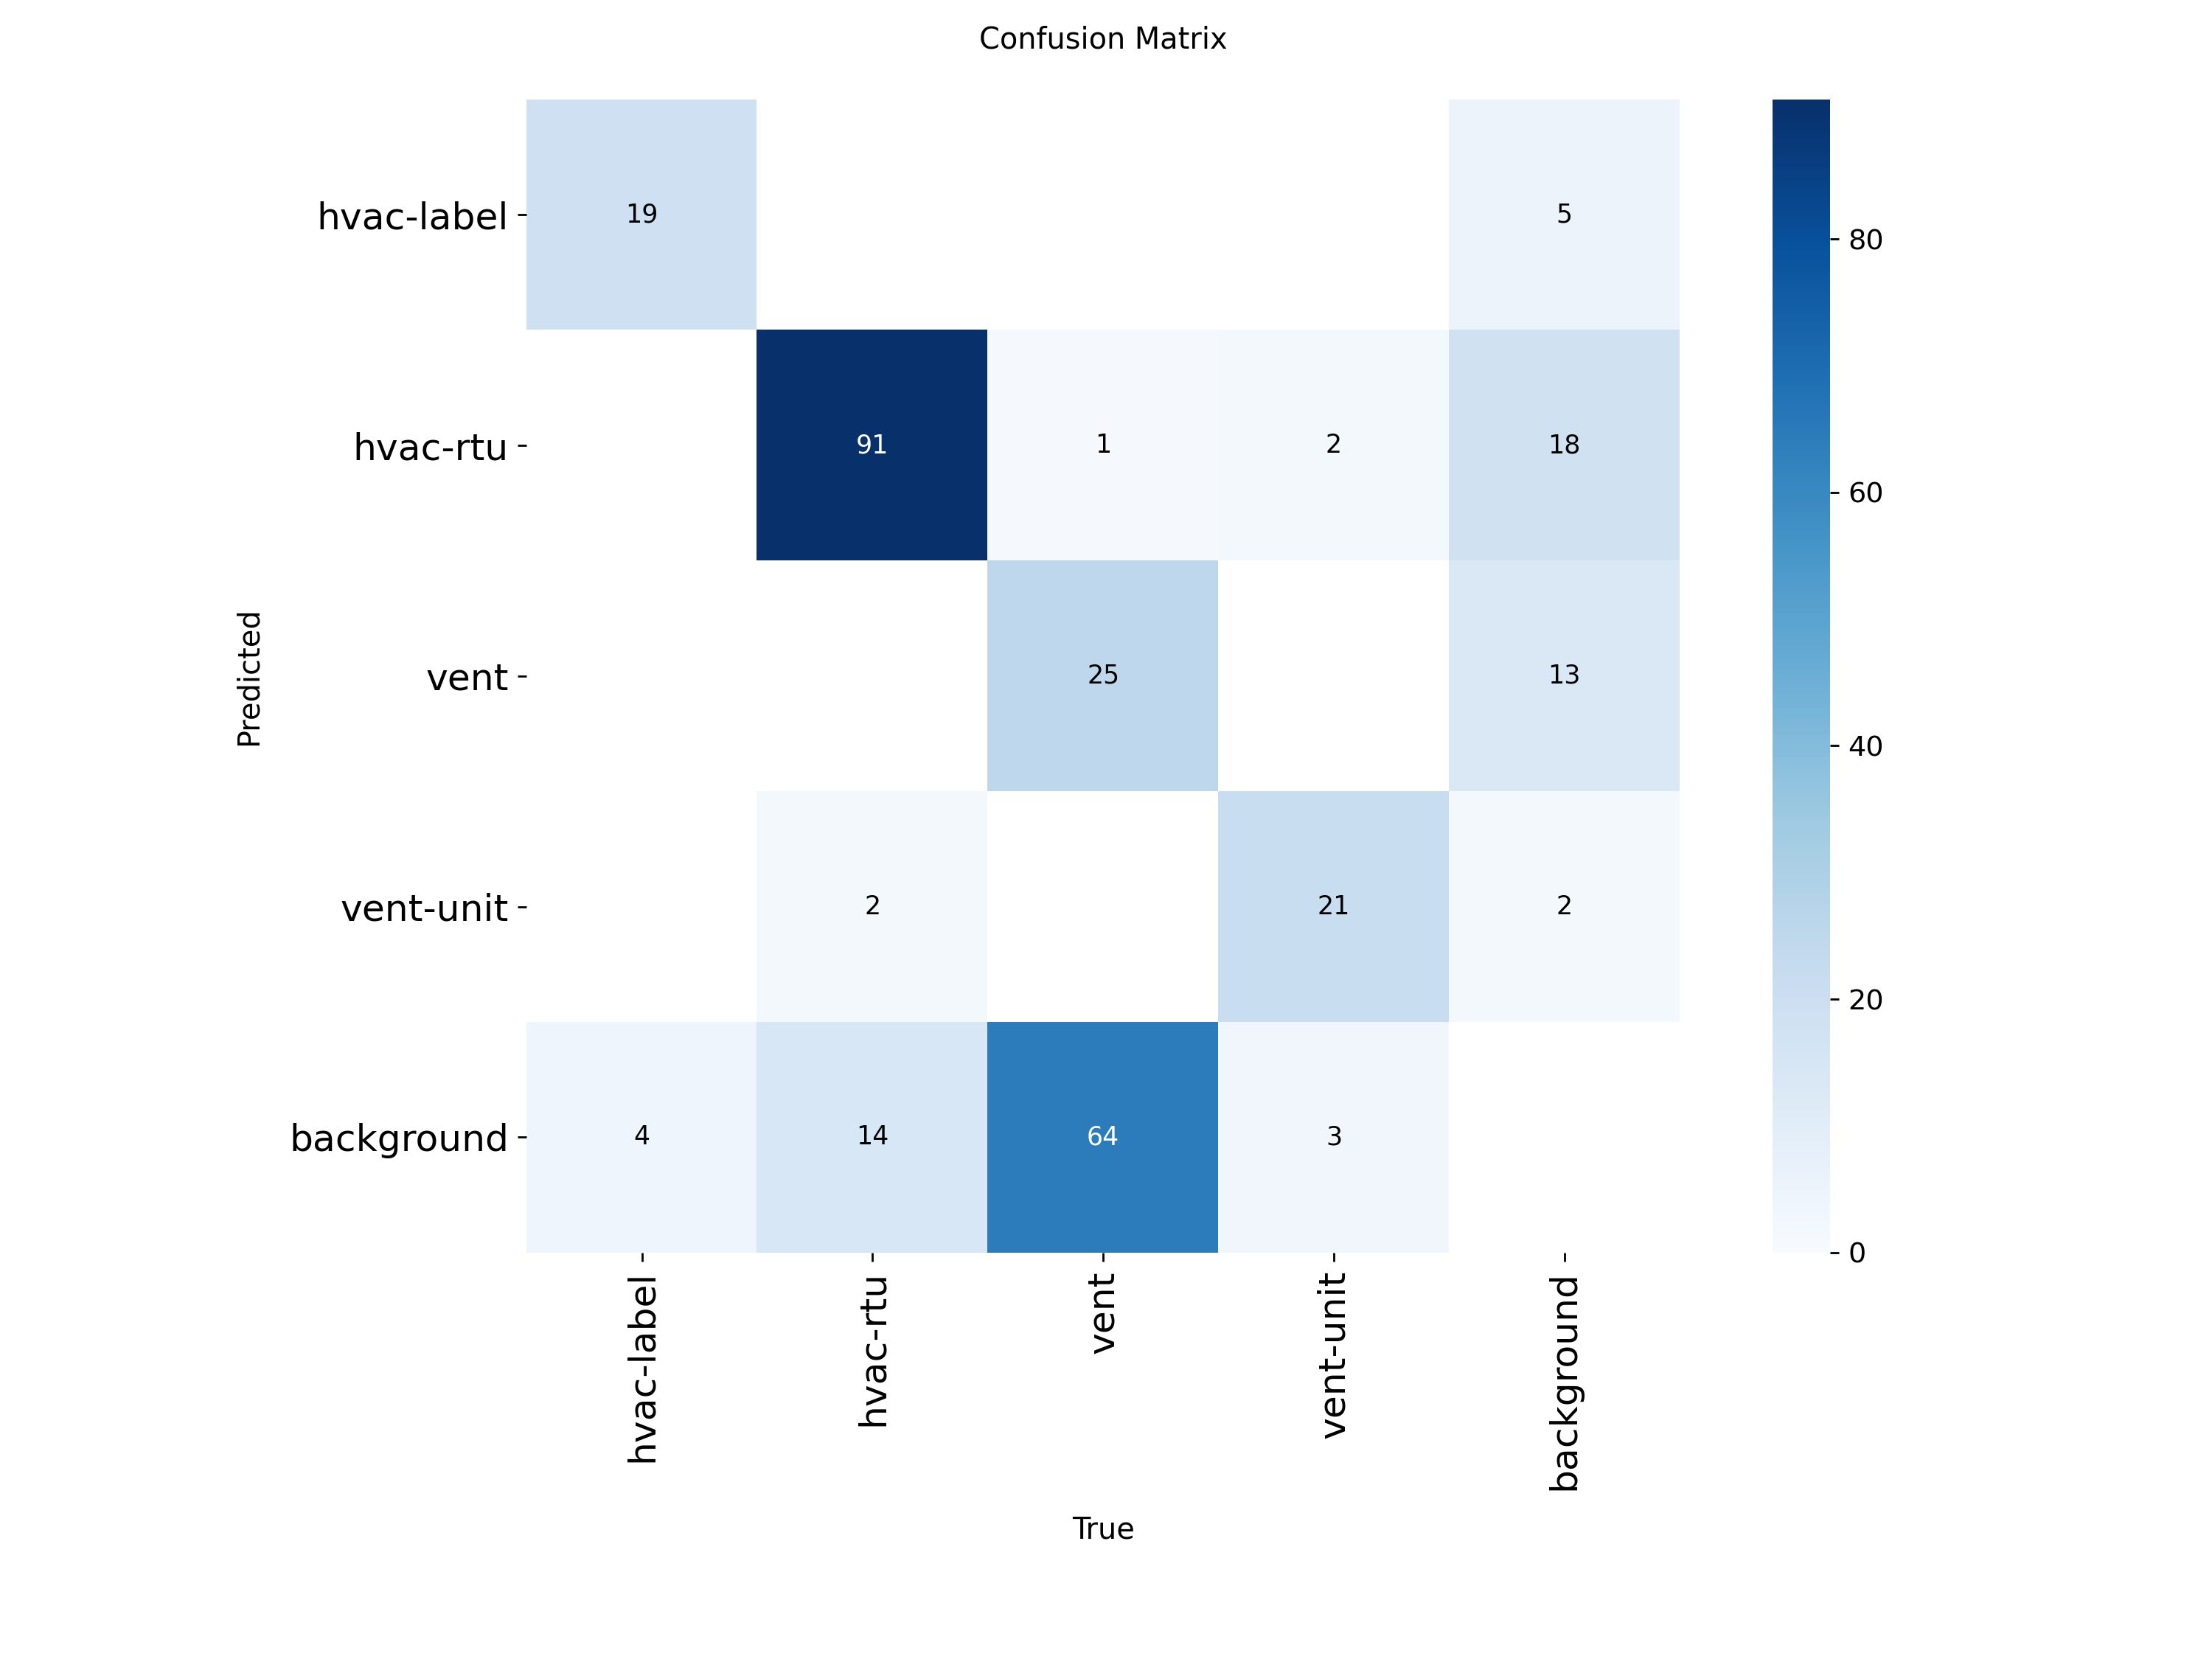 Confusion Matrix
Predicted
hvac-label 19 5
80
hvac-rtu 91 1 2 18
60
vent 25 13
40
vent-unit 2 21 2
20
background 4 14 64 3
0
hvac-label hvac-rtu vent vent-unit background
True